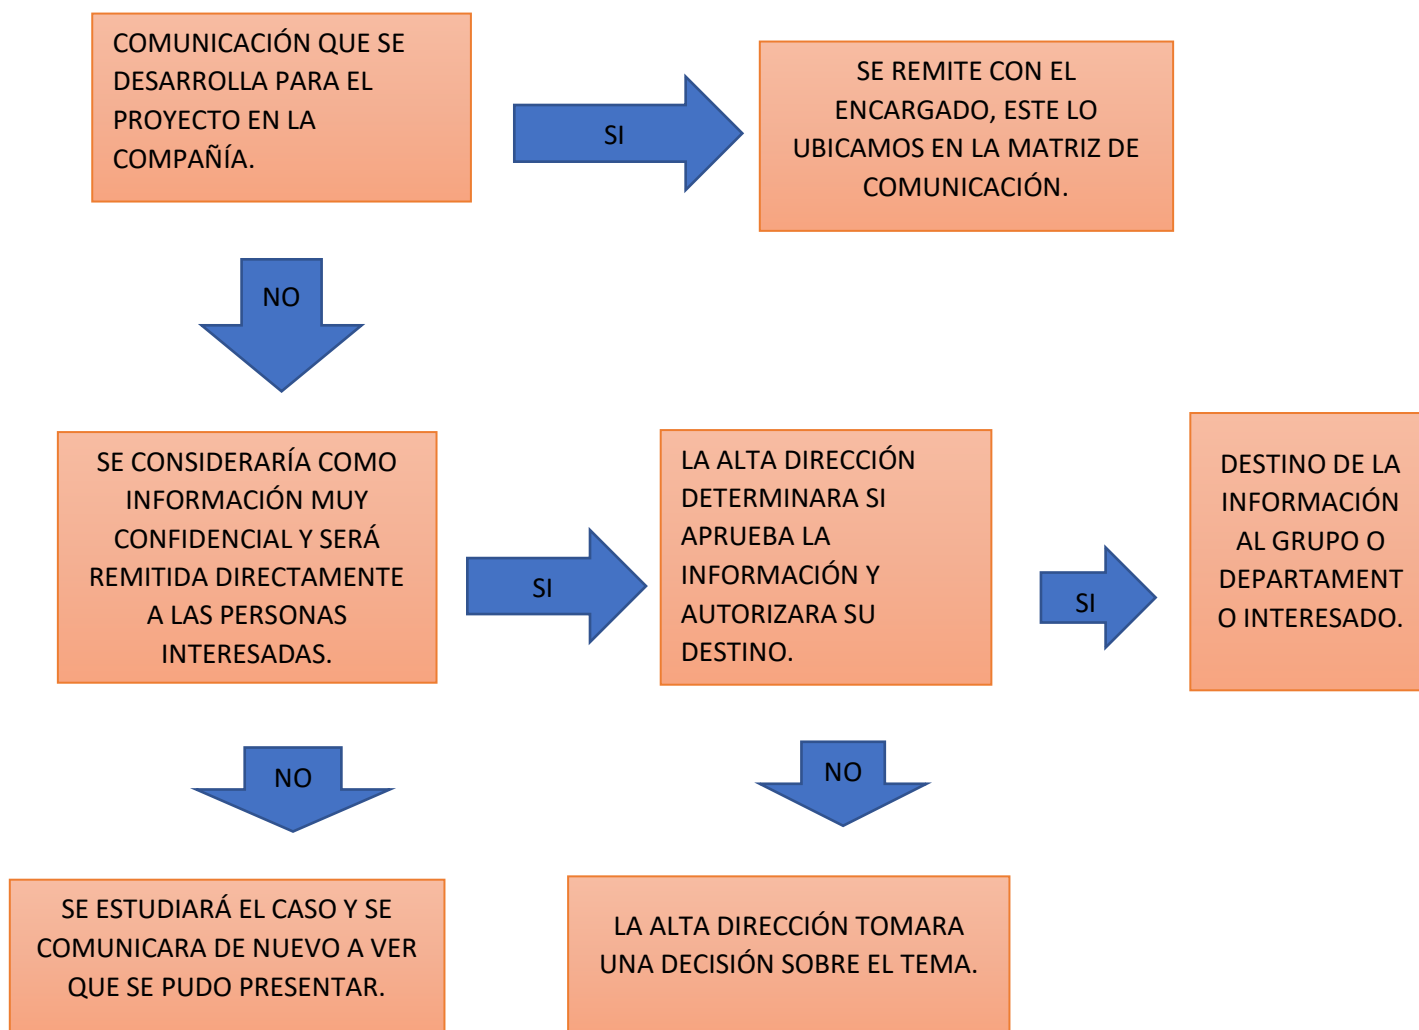 COMUNICACIÓN QUE SE
DESARROLLA PARA EL
PROYECTO EN LA
COMPAÑÍA.
SI
SE REMITE CON EL
ENCARGADO, ESTE LO
UBICAMOS EN LA MATRIZ DE
COMUNICACIÓN.
NO
SE CONSIDERARÍA COMO
INFORMACIÓN MUY
CONFIDENCIAL Y SERÁ
REMITIDA DIRECTAMENTE
A LAS PERSONAS
INTERESADAS.
SI
LA ALTA DIRECCIÓN
DETERMINARA SI
APRUEBA LA
INFORMACIÓN Y
AUTORIZARA SU
DESTINO.
SI
DESTINO DE LA
INFORMACIÓN
AL GRUPO O
DEPARTAMENT
O INTERESADO.
NO
NO
SE ESTUDIARÁ EL CASO Y SE
COMUNICARA DE NUEVO A VER
QUE SE PUDO PRESENTAR.
LA ALTA DIRECCIÓN TOMARA
UNA DECISIÓN SOBRE EL TEMA.